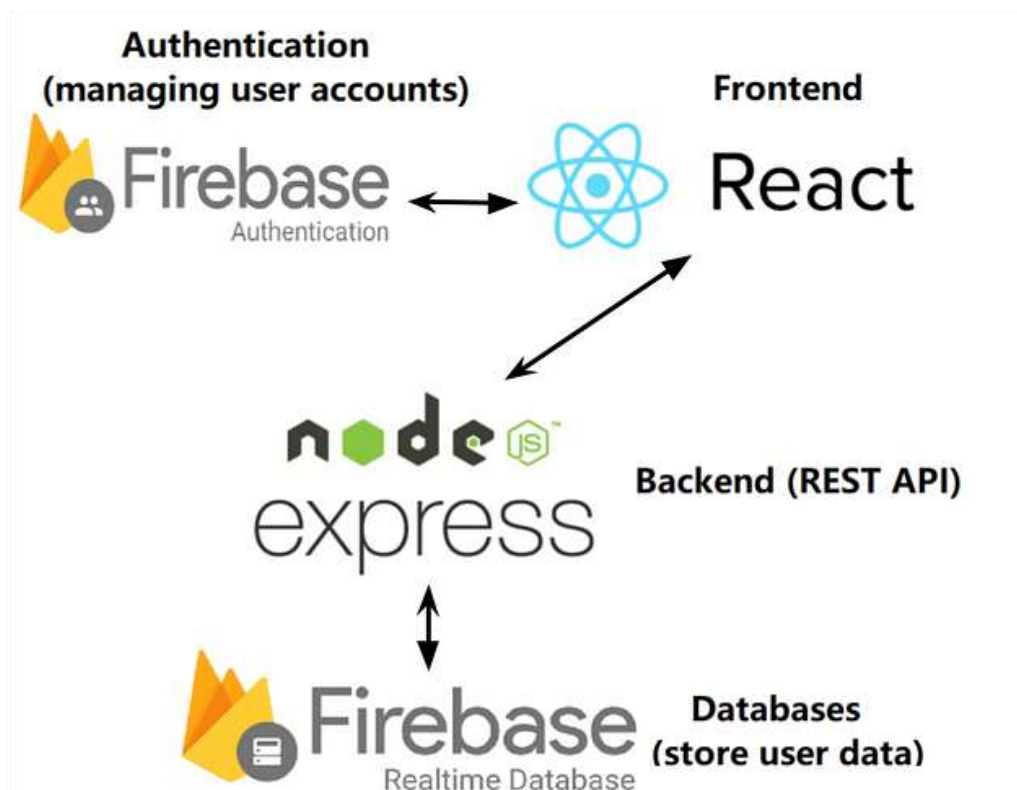 Authentication
(managing user accounts)
Frontend
Firebase
Authentication
React
node JS™
express
Backend (REST API)
Firebase
Realtime Database
Databases
(store user data)